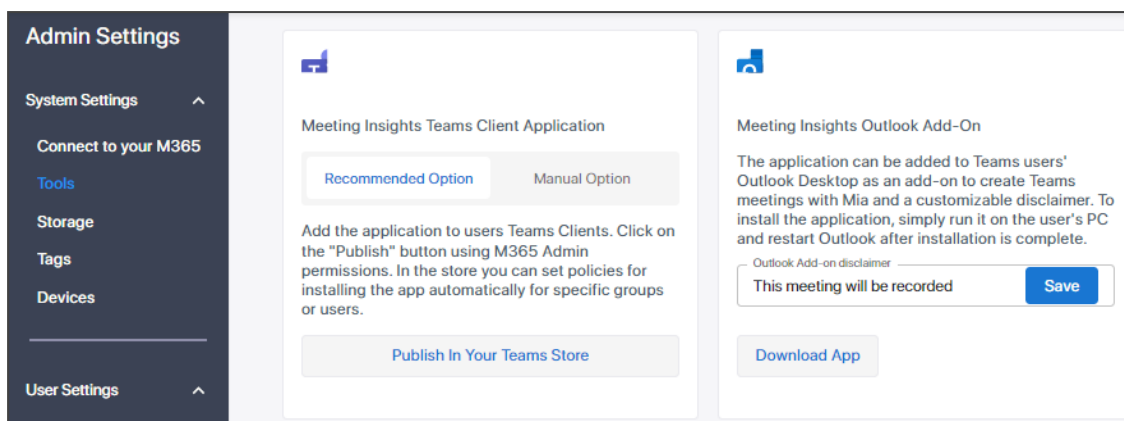 Admin Settings
System Settings
Connect to your M365
Tools
Storage
Tags
Devices
User Settings
Meeting Insights Teams Client Application
Recommended Option
Manual Option
Add the application to users Teams Clients. Click on
the "Publish" button using M365 Admin
permissions. In the store you can set policies for
installing the app automatically for specific groups
or users.
Publish In Your Teams Store
Meeting Insights Outlook Add-On
The application can be added to Teams users'
Outlook Desktop as an add-on to create Teams
meetings with Mia and a customizable disclaimer. To
install the application, simply run it on the user's PC
and restart Outlook after installation is complete.
Outlook Add-on disclaimer
This meeting will be recorded
Save
Download App